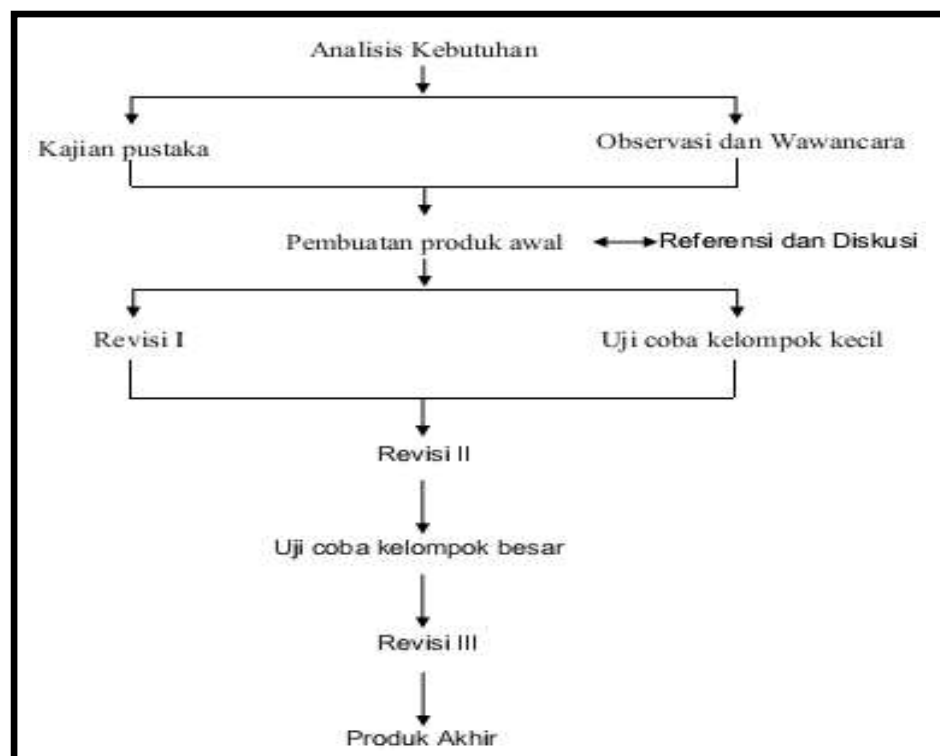 Analisis Kebutuhan
Kajian pustaka
Observasi dan Wawancara
Pembuatan produk awal
Referensi dan Diskusi
Revisi I
Uji coba kelompok kecil
Revisi II
Uji coba kelompok besar
Revisi III
Produk Akhir